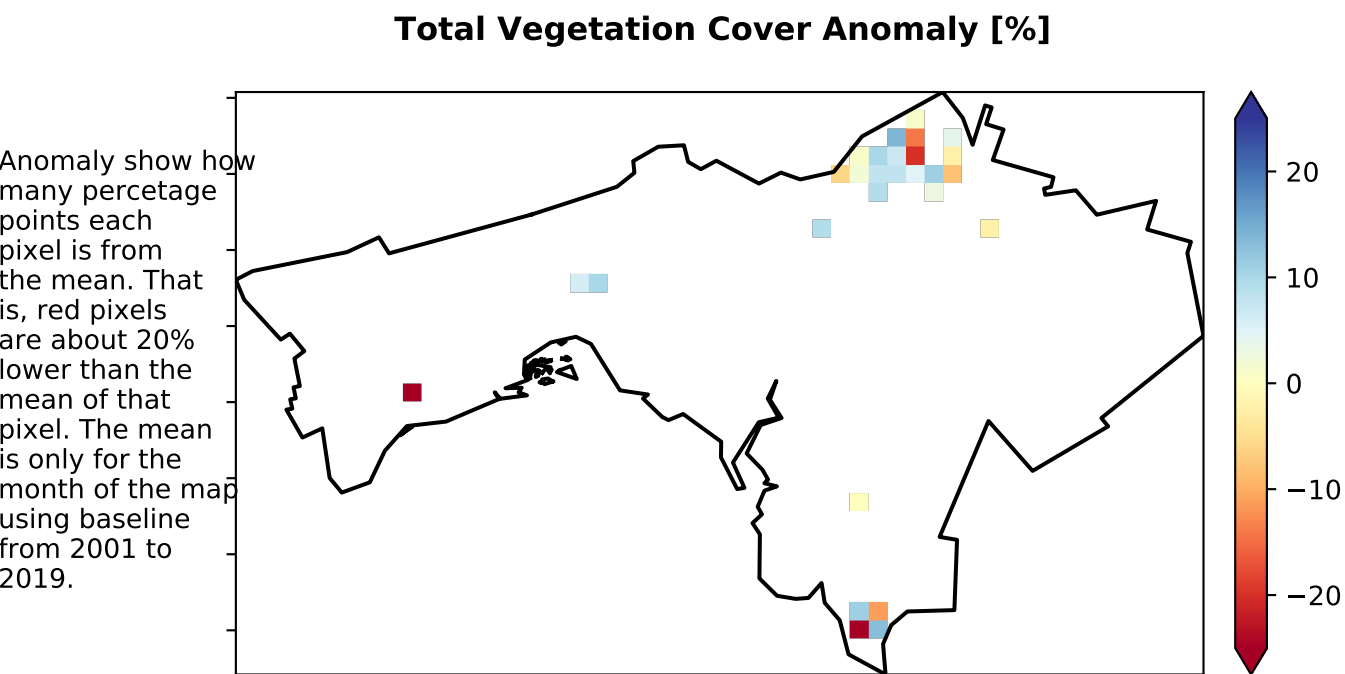 Total Vegetation Cover Anomaly [%]
Anomaly show how
many percetage
points each
pixel is from
the mean. That
is, red pixels
are about 20%
lower than the
mean of that
pixel. The mean
is only for the
month of the map
using baseline
from 2001 to
2019.
20
10
0
−10
−20